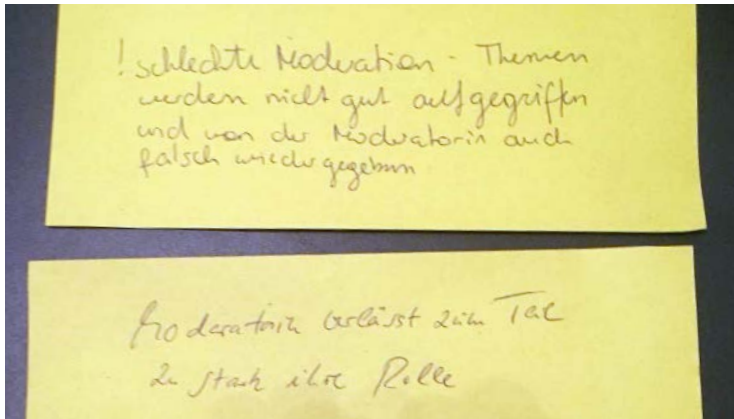 ! schlechte Moderation - Themen
werden nicht gut aufgegriffen
und von der Moderatorin auch
falsch wiedergegeben
Moderatorin verlässt zum Teil
zu stark ihre Rolle